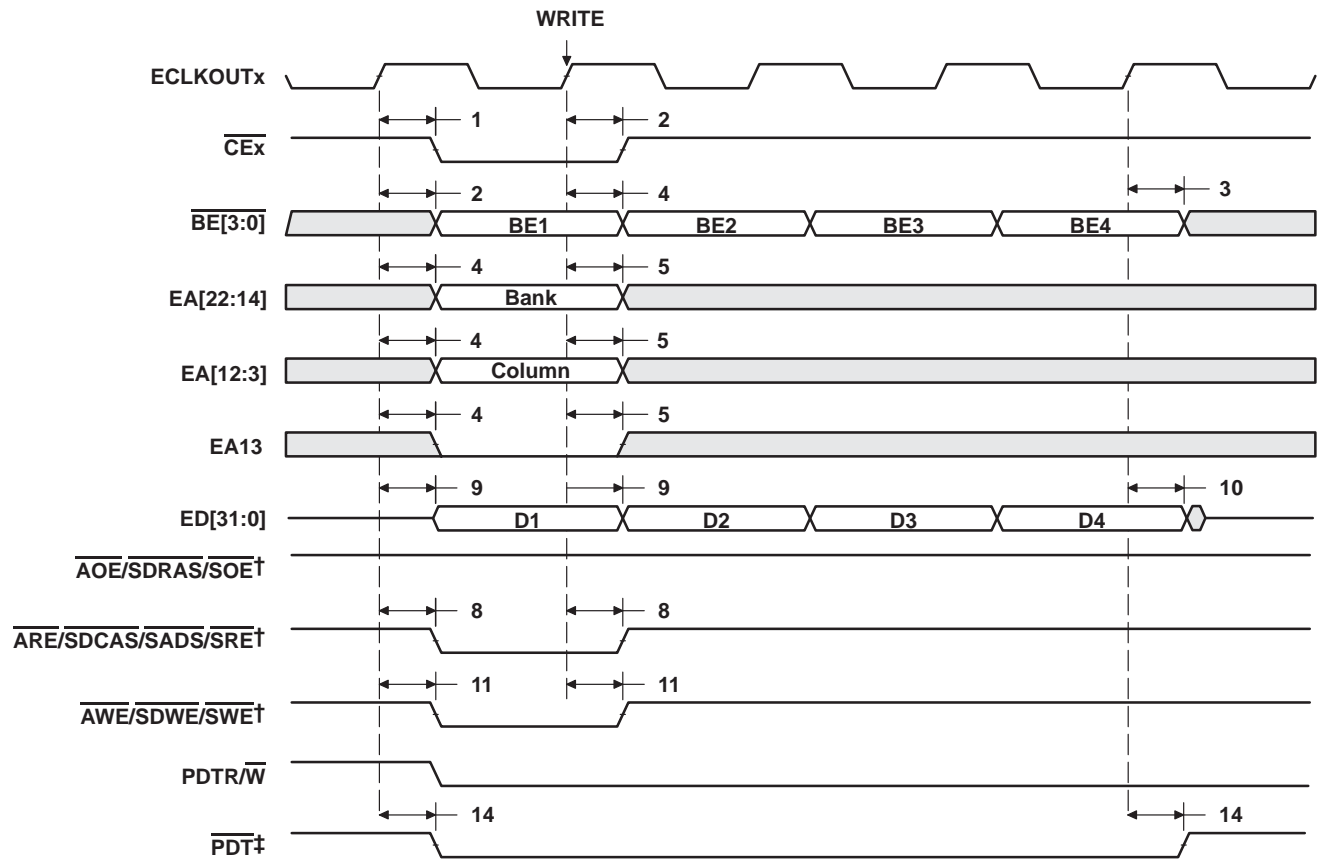 WRITE
ECLKOUTx
1 2
CEx
2 4 3
BE[3:0] BE1 BE2 BE3 BE4
4 5
EA[22:14] Bank
4 5
EA[12:3] Column
4 5
EA13
9 9 10
ED[31:0] D1 D2 D3 D4
AOE/SDRAS/SOE†
8 8
ARE/SDCAS/SADS/SRE†
11 11
AWE/SDWE/SWE†
PDTR/W
14 14
PDT‡